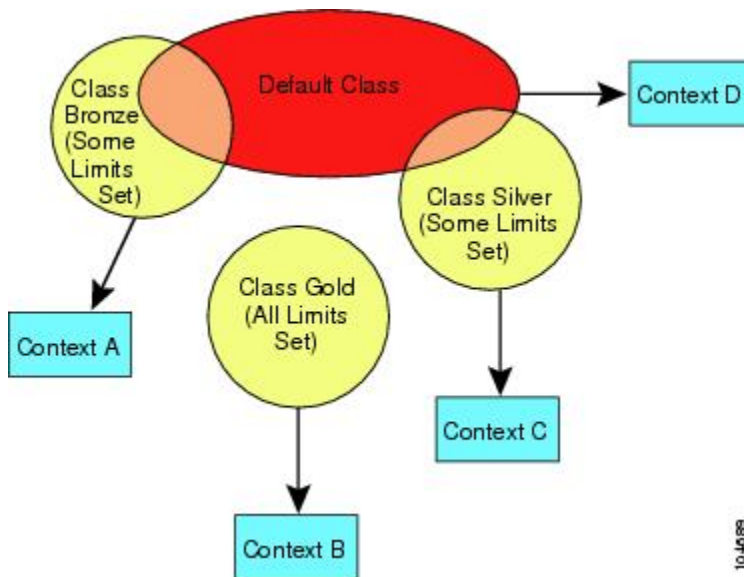 Default Class
Class
Bronze
(Some
Limits
Set)
Context D
Class Silver
(Some Limits
Set)
Class Gold
(All Limits
Set)
Context A
Context C
Context B
104689